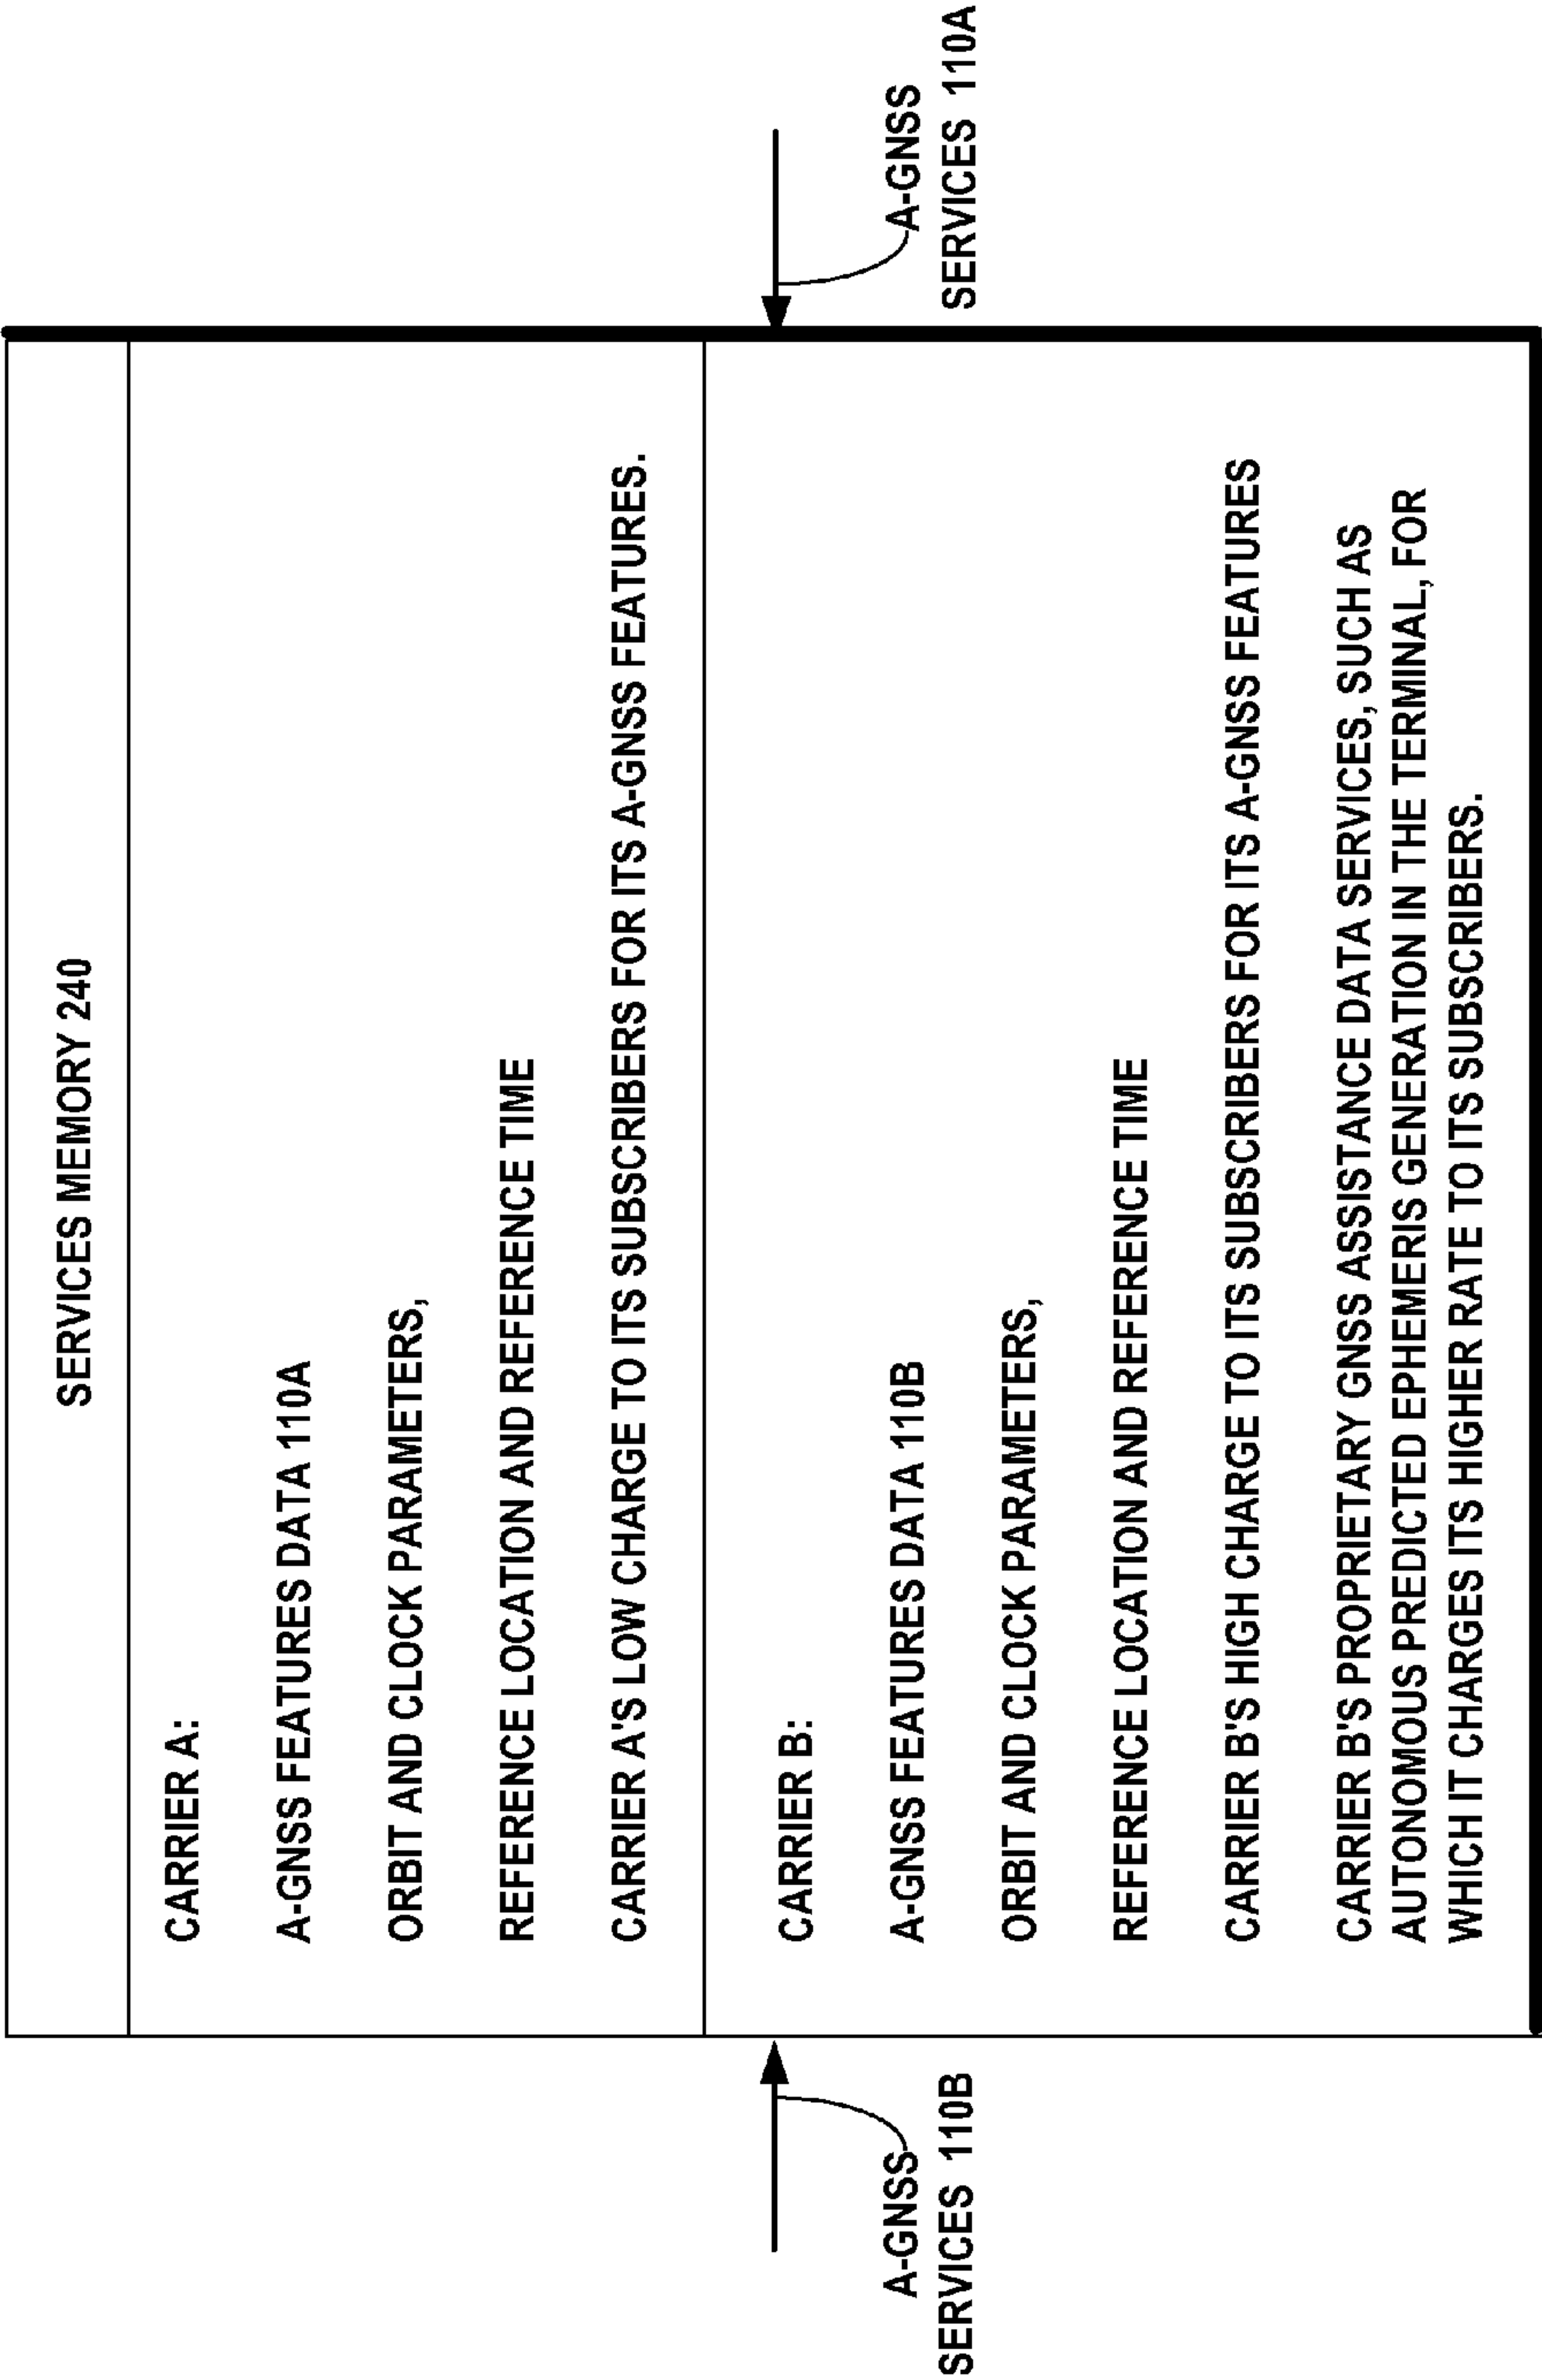 SERVICES MEMORY 240
CARRIER A:
A-GNSS FEATURES DATA 110A
ORBIT AND CLOCK PARAMETERS,
REFERENCE LOCATION AND REFERENCE TIME
CARRIER A'S LOW CHARGE TO ITS SUBSCRIBERS FOR ITS A-GNSS FEATURES.
CARRIER B:
A-GNSS FEATURES DATA 110B
ORBIT AND CLOCK PARAMETERS,
REFERENCE LOCATION AND REFERENCE TIME
CARRIER B'S HIGH CHARGE TO ITS SUBSCRIBERS FOR ITS A-GNSS FEATURES
CARRIER B'S PROPRIETARY GNSS ASSISTANCE DATA SERVICES, SUCH AS
AUTONOMOUS PREDICTED EPHEMERIS GENERATION IN THE TERMINAL, FOR
WHICH IT CHARGES ITS HIGHER RATE TO ITS SUBSCRIBERS.
A-GNSS
SERVICES 110B
A-GNSS
SERVICES 110A